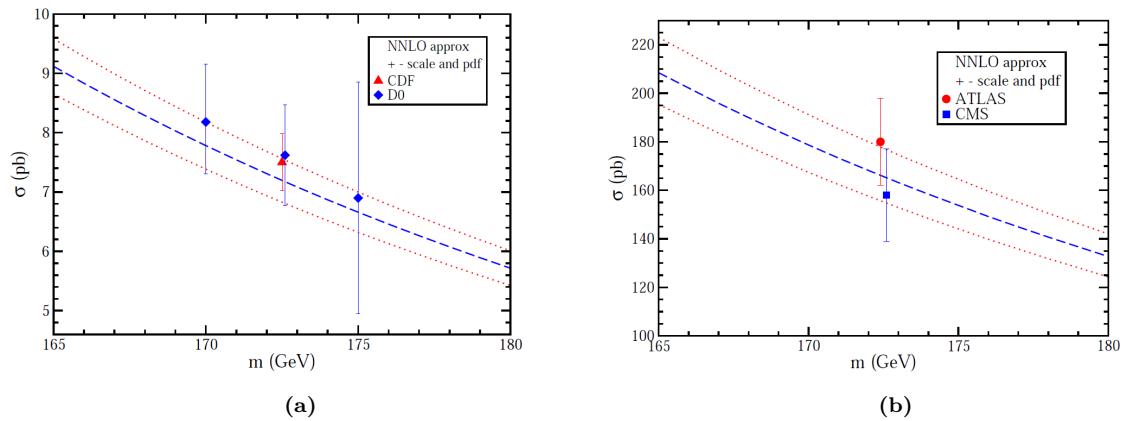 10
9
8
7
6
5
σ (pb)
165
170
175
180
m (GeV)
NNLO approx
+ - scale and pdf
CDF
D0
(a)
220
200
180
160
140
120
100
σ (pb)
165
170
175
180
m (GeV)
NNLO approx
+ - scale and pdf
ATLAS
CMS
(b)